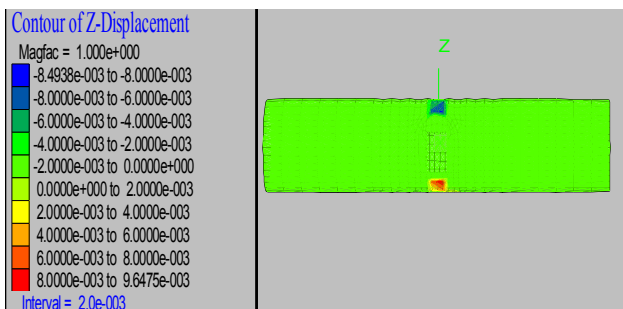 Contour of Z-Displacement
Magfac = 1.000e+000
-8.4938e-003 to -8.0000e-003
-8.0000e-003 to -6.0000e-003
-6.0000e-003 to -4.0000e-003
-4.0000e-003 to -2.0000e-003
-2.0000e-003 to 0.0000e+000
0.0000e+000 to 2.0000e-003
2.0000e-003 to 4.0000e-003
4.0000e-003 to 6.0000e-003
6.0000e-003 to 8.0000e-003
8.0000e-003 to 9.6475e-003
Interval = 2.0e-003
Z